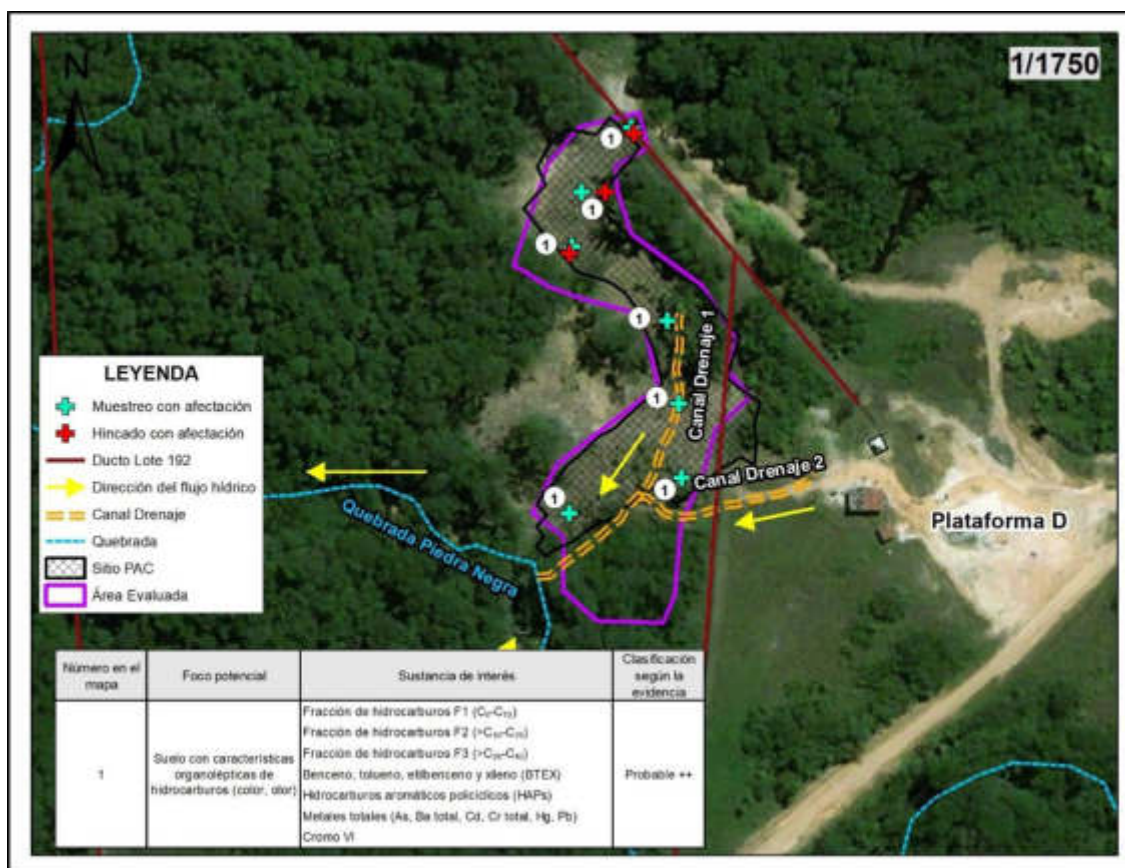 N
1/1750
1
1
1
1
1
1
1
Canal Drenaje 1
Canal Drenaje 2
Plataforma D
Quebrada Piedra Negra
LEYENDA
Muestreo con afectación
Hincado con afectación
Ducto Lote 192
Dirección del flujo hídrico
Canal Drenaje
Quebrada
Sitio PAC
Área Evaluada
Número en el mapa
Foco potencial
Sustancia de interés
Clasificación según la evidencia
1
Suelo con características organolépticas de hidrocarburos (color, olor)
Fracción de hidrocarburos F1
Fracción de hidrocarburos F2
Fracción de hidrocarburos F3
Benceno, tolueno, etilbenceno y xileno (BTEX)
Hidrocarburos aromáticos policíclicos (HAPs)
Metales totales (As, Ba total, Cd, Cr total, Hg, Pb)
Cromo VI
Probable ++